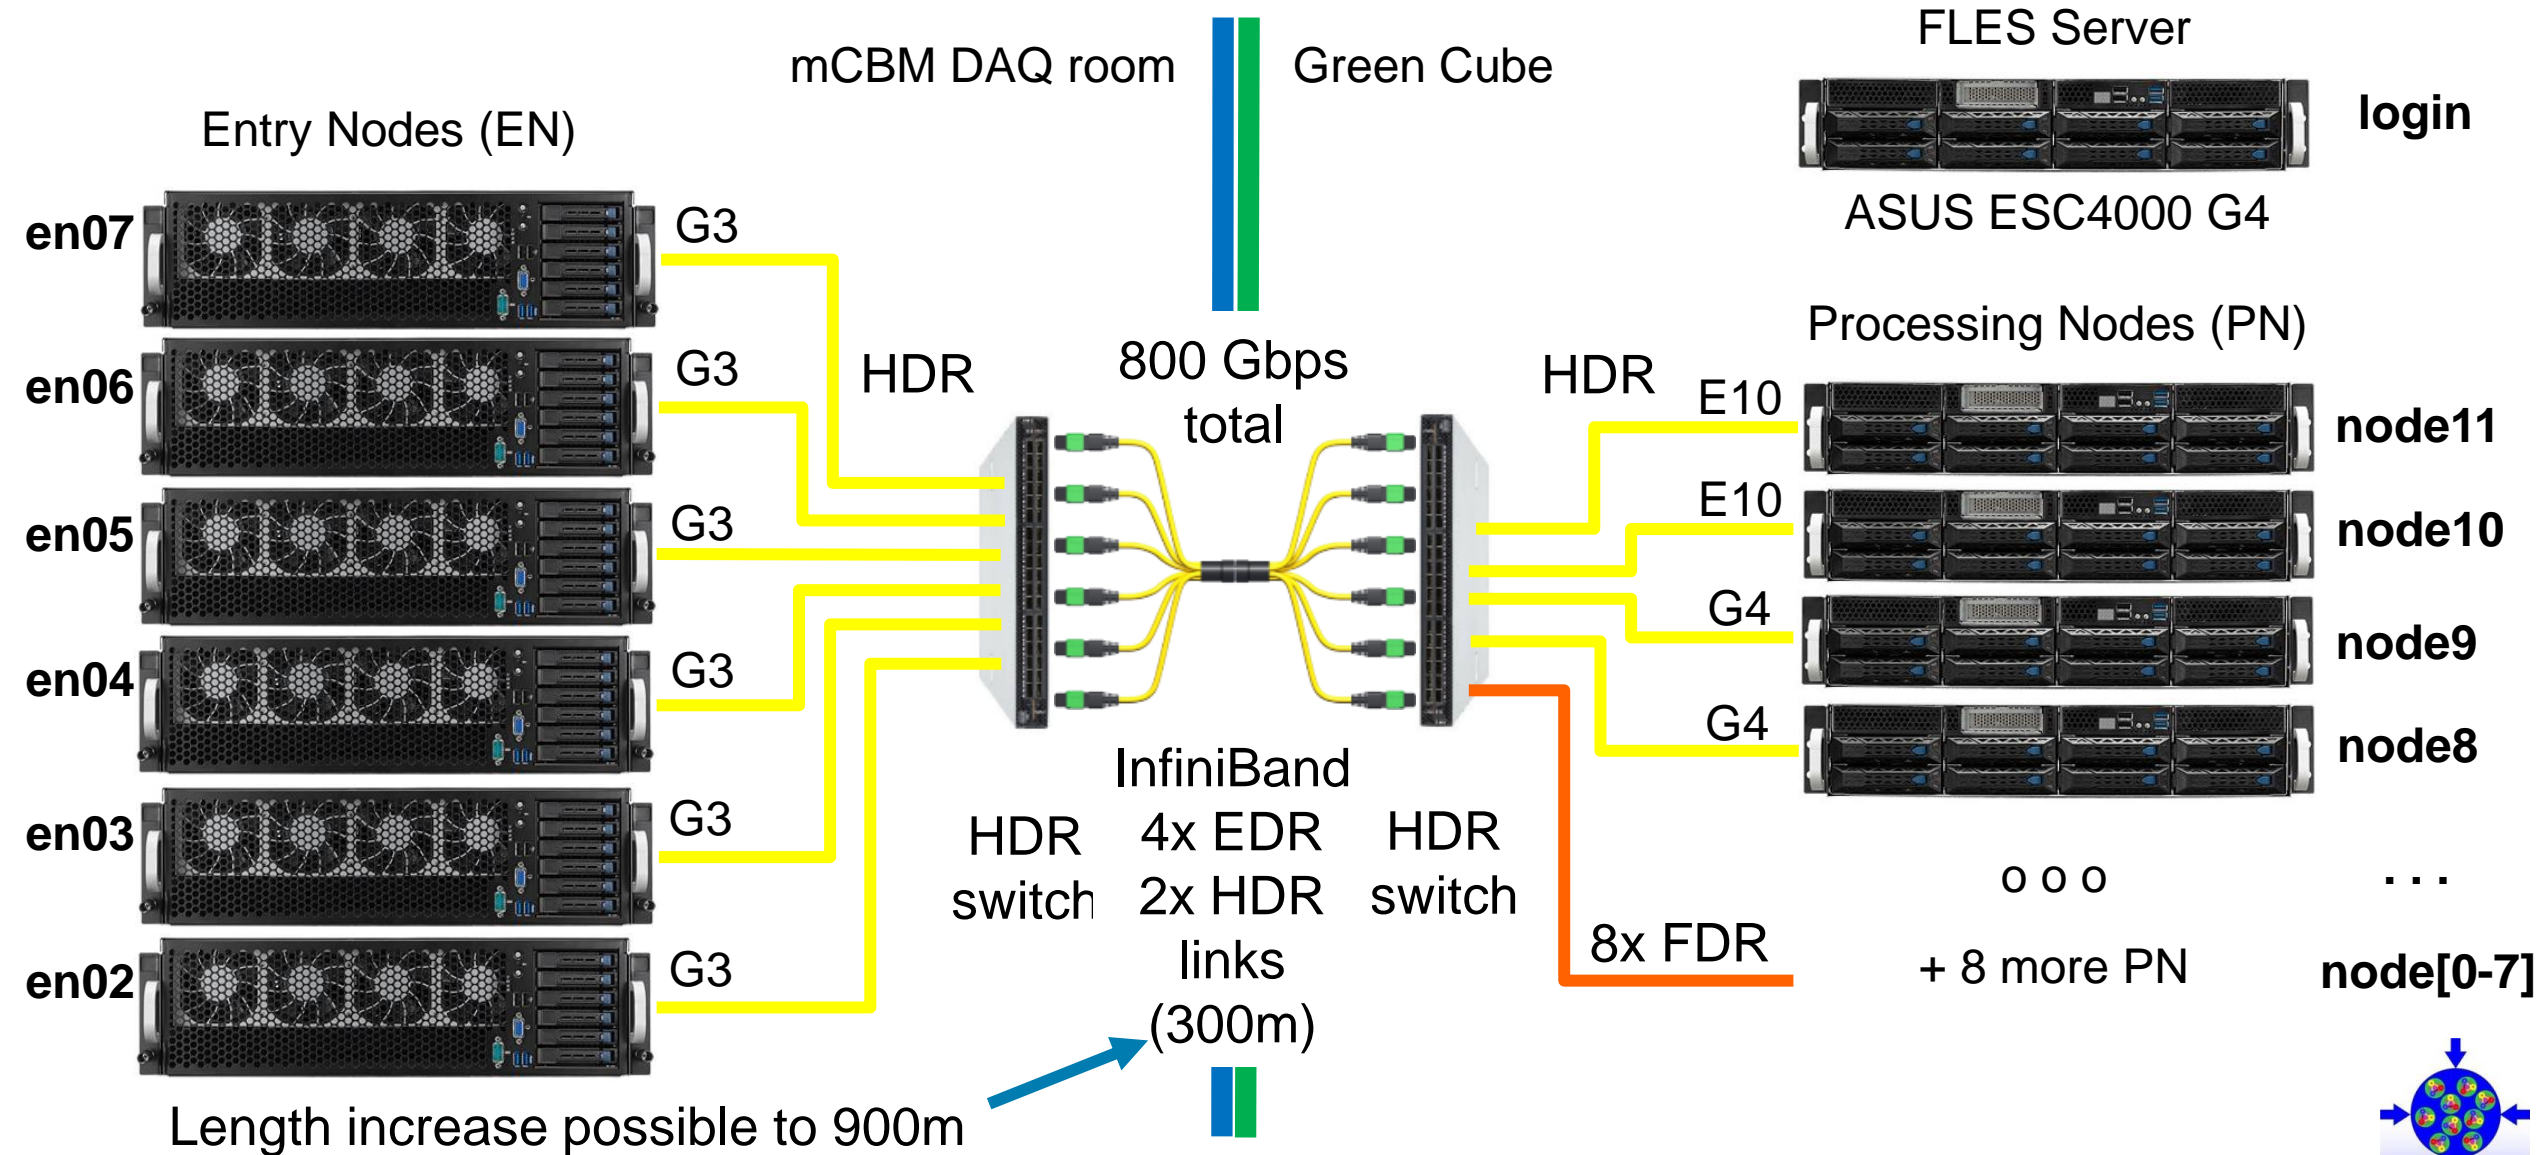 mCBM DAQ room
Green Cube
FLES Server
login
ASUS ESC4000 G4
Entry Nodes (EN)
en07
G3
en06
G3
en05
G3
en04
G3
en03
G3
en02
G3
HDR
800 Gbps
total
HDR
HDR
switch
InfiniBand
4x EDR
2x HDR
links
(300m)
HDR
switch
Length increase possible to 900m
Processing Nodes (PN)
E10
node11
E10
node10
G4
node9
G4
node8
o o o
. . .
8x FDR
+ 8 more PN
node[0-7]